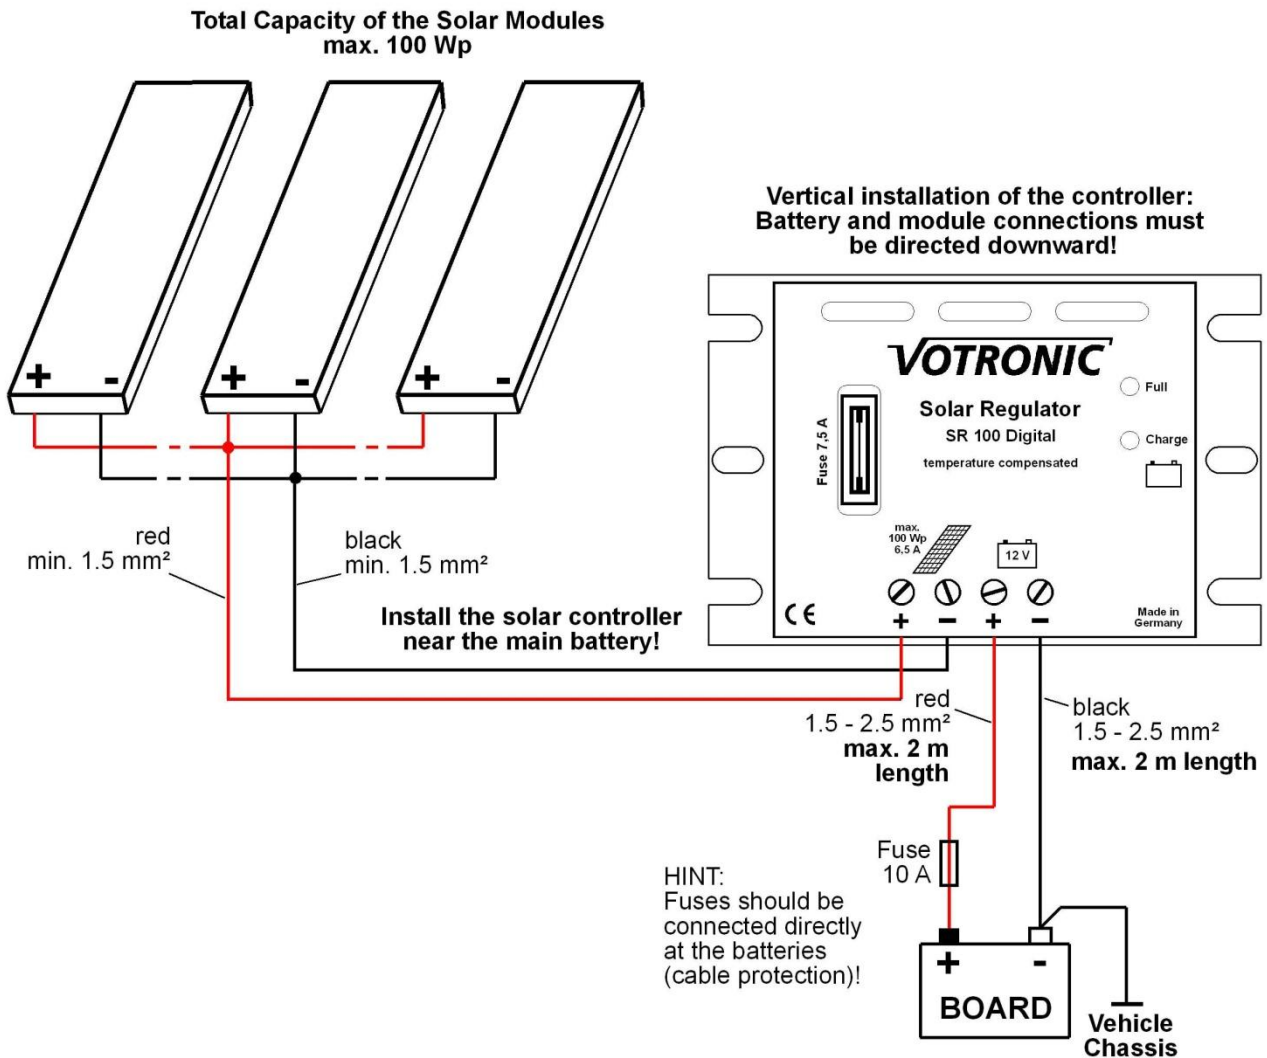 Total Capacity of the Solar Modules
max. 100 Wp
+ -
+ -
+ -
red
min. 1.5 mm²
black
min. 1.5 mm²
Install the solar controller
near the main battery!
Vertical installation of the controller:
Battery and module connections must
be directed downward!
VOTRONIC
Solar Regulator
SR 100 Digital
temperature compensated
Full
Charge
Fuse 7,5 A
max.
100 Wp
6,5 A
12 V
+ − + −
CE
Made in
Germany
red
1.5 - 2.5 mm²
max. 2 m
length
black
1.5 - 2.5 mm²
max. 2 m length
Fuse
10 A
HINT:
Fuses should be
connected directly
at the batteries
(cable protection)!
+ -
BOARD
Vehicle
Chassis